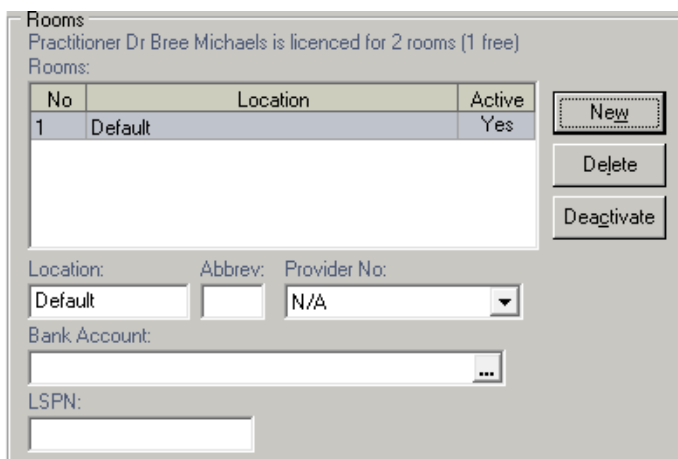 Rooms
Practitioner Dr Bree Michaels is licenced for 2 rooms (1 free)
Rooms:
No Location Active
1 Default Yes
New
Delete
Deactivate
Location: Abbrev: Provider No:
Default N/A
Bank Account:
...
LSPN: